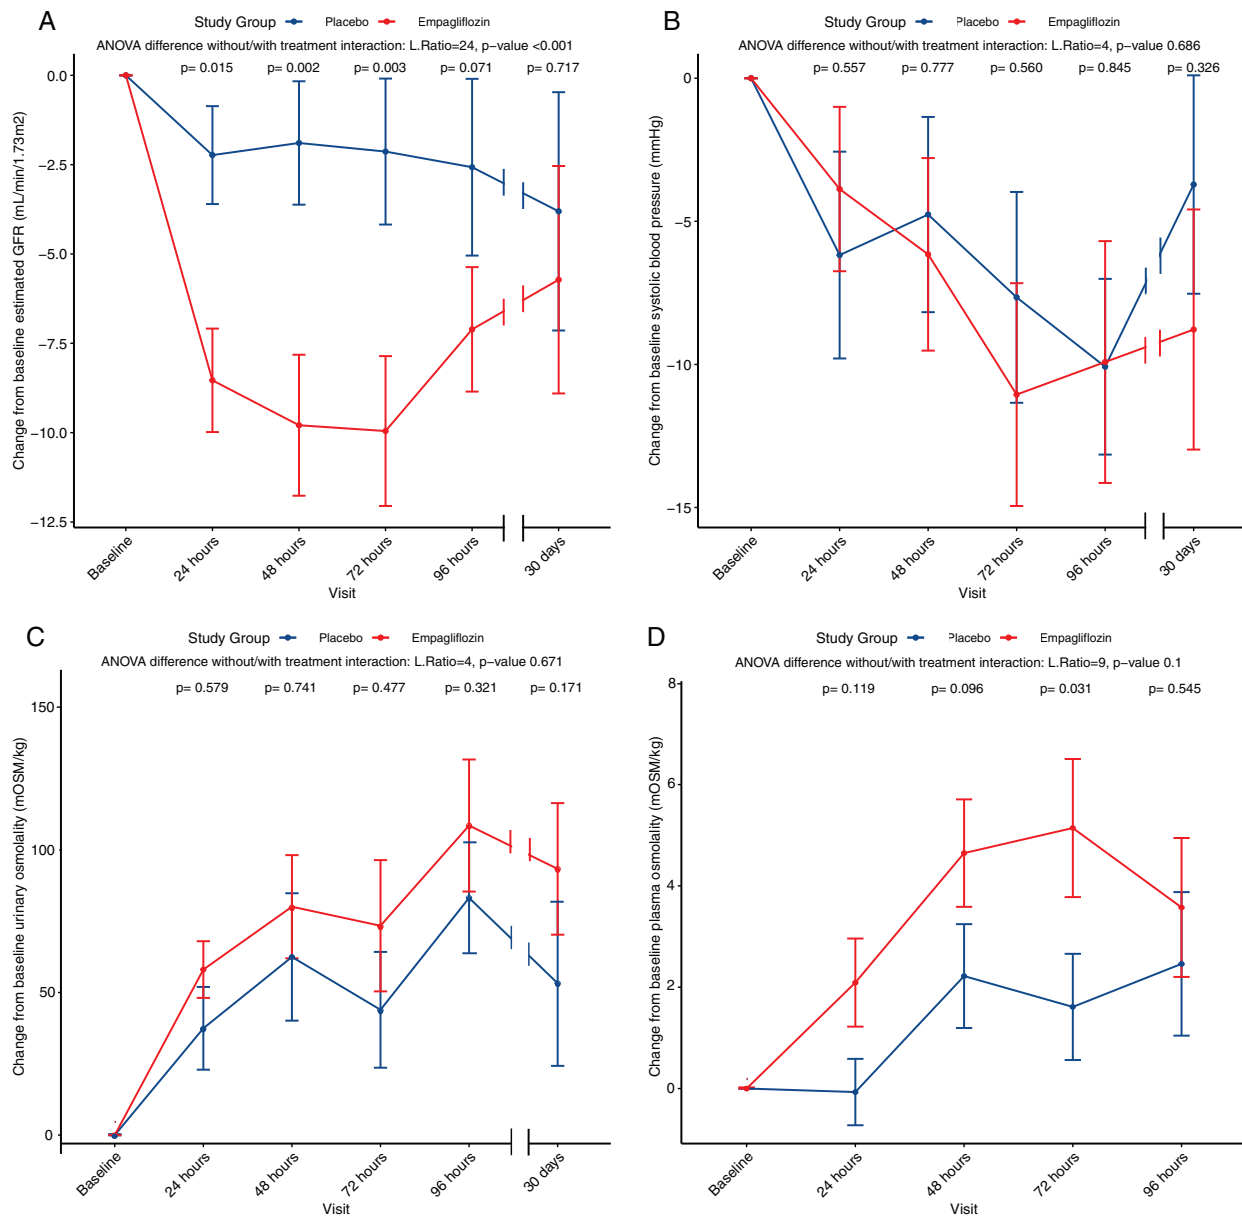 A
Study Group Placebo Empagliflozin
ANOVA difference without/with treatment interaction: L.Ratio=24, p−value <0.001
p= 0.015 p= 0.002 p= 0.003 p= 0.071 p= 0.717
0.0
−2.5
−5.0
−7.5
−10.0
−12.5
Change from baseline estimated GFR (mL/min/1.73m2)
Baseline 24 hours 48 hours 72 hours 96 hours 30 days
Visit
B
Study Group Placebo Empagliflozin
ANOVA difference without/with treatment interaction: L.Ratio=4, p−value 0.686
p= 0.557 p= 0.777 p= 0.560 p= 0.845 p= 0.326
0
−5
−10
−15
Change from baseline systolic blood pressure (mmHg)
Baseline 24 hours 48 hours 72 hours 96 hours 30 days
Visit
C
Study Group Placebo Empagliflozin
ANOVA difference without/with treatment interaction: L.Ratio=4, p−value 0.671
p= 0.579 p= 0.741 p= 0.477 p= 0.321 p= 0.171
150
100
50
0
Change from baseline urinary osmolality (mOSM/kg)
Baseline 24 hours 48 hours 72 hours 96 hours 30 days
Visit
D
Study Group Placebo Empagliflozin
ANOVA difference without/with treatment interaction: L.Ratio=9, p−value 0.1
p= 0.119 p= 0.096 p= 0.031 p= 0.545
8
6
4
2
0
Change from baseline plasma osmolality (mOSM/kg)
Baseline 24 hours 48 hours 72 hours 96 hours
Visit